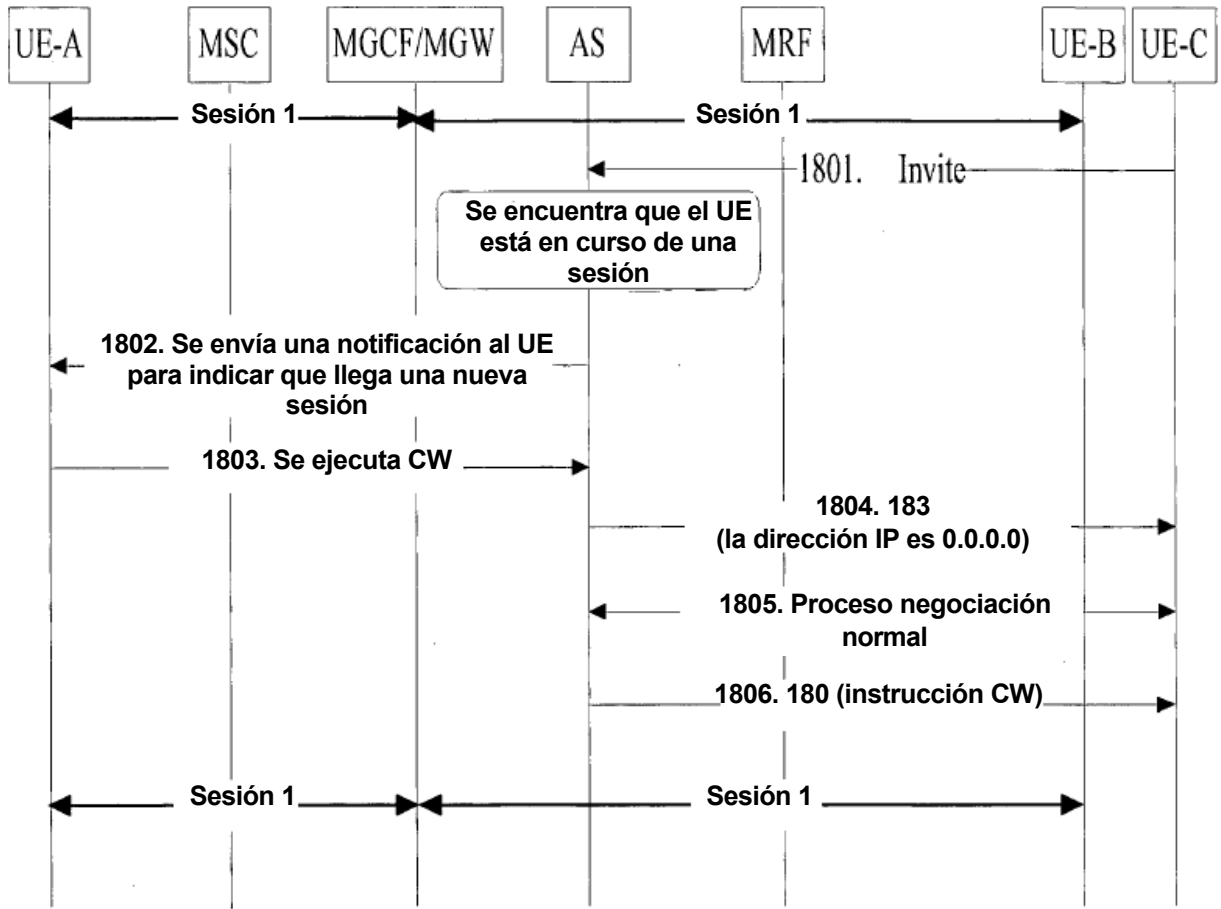 UE-A MSC MGCF/MGW AS MRF UE-B UE-C
Sesión 1 Sesión 1
1801. Invite
Se encuentra que el UE
está en curso de una
sesión
1802. Se envía una notificación al UE
para indicar que llega una nueva
sesión
1803. Se ejecuta CW
1804. 183
(la dirección IP es 0.0.0.0)
1805. Proceso negociación
normal
1806. 180 (instrucción CW)
Sesión 1 Sesión 1